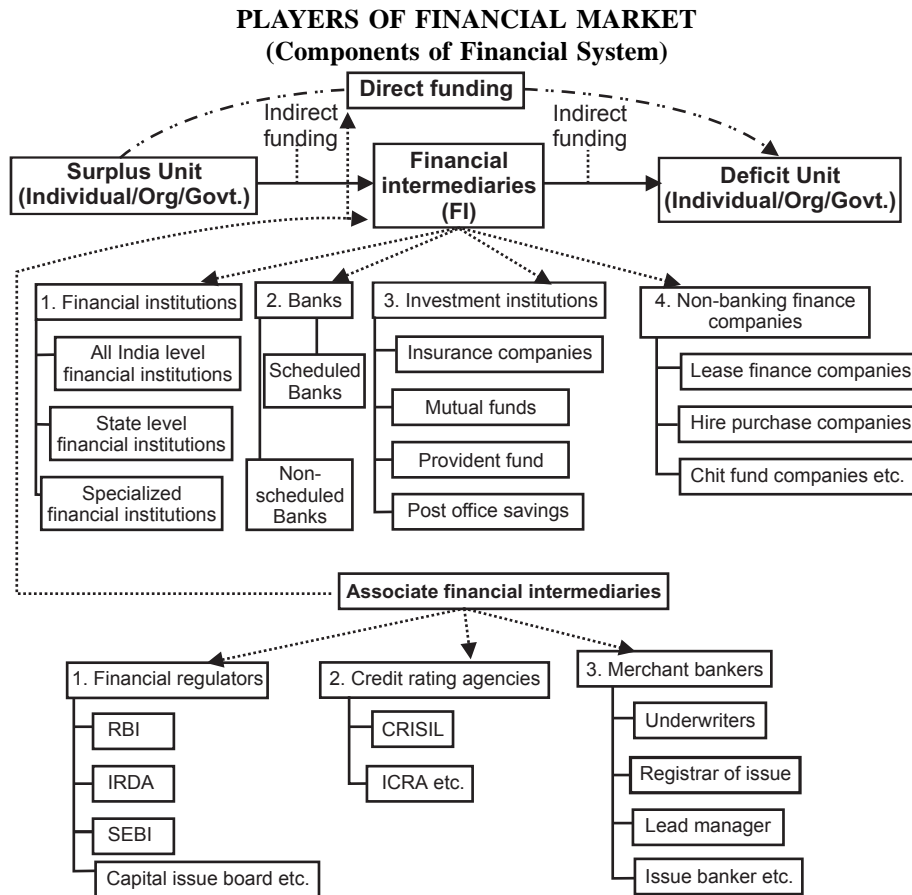 PLAYERS OF FINANCIAL MARKET
(Components of Financial System)
Direct funding
Indirect
funding
Indirect
funding
Surplus Unit
(Individual/Org/Govt.)
Financial
intermediaries
(FI)
Deficit Unit
(Individual/Org/Govt.)
1. Financial institutions
All India level
financial institutions
State level
financial institutions
Specialized
financial institutions
2. Banks
Scheduled
Banks
Non-
scheduled
Banks
3. Investment institutions
Insurance companies
Mutual funds
Provident fund
Post office savings
4. Non-banking finance
companies
Lease finance companies
Hire purchase companies
Chit fund companies etc.
Associate financial intermediaries
1. Financial regulators
RBI
IRDA
SEBI
Capital issue board etc.
2. Credit rating agencies
CRISIL
ICRA etc.
3. Merchant bankers
Underwriters
Registrar of issue
Lead manager
Issue banker etc.